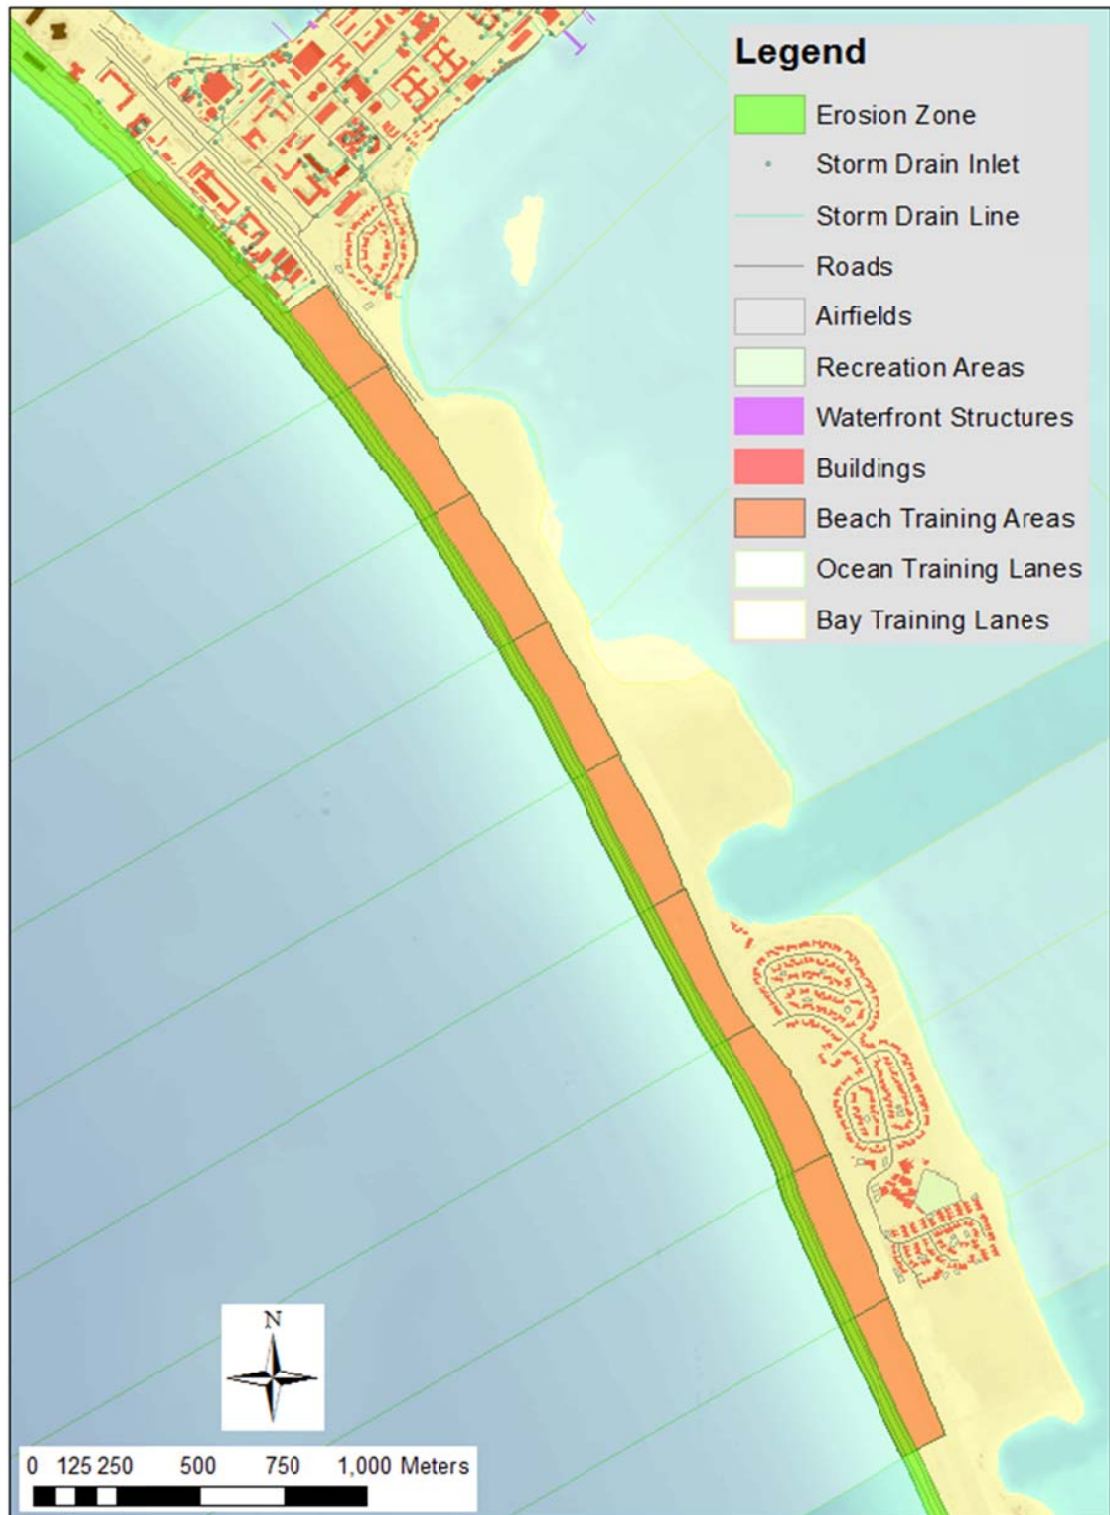 Legend
Erosion Zone
Storm Drain Inlet
Storm Drain Line
Roads
Airfields
Recreation Areas
Waterfront Structures
Buildings
Beach Training Areas
Ocean Training Lanes
Bay Training Lanes
N
0 125 250 500 750 1,000 Meters